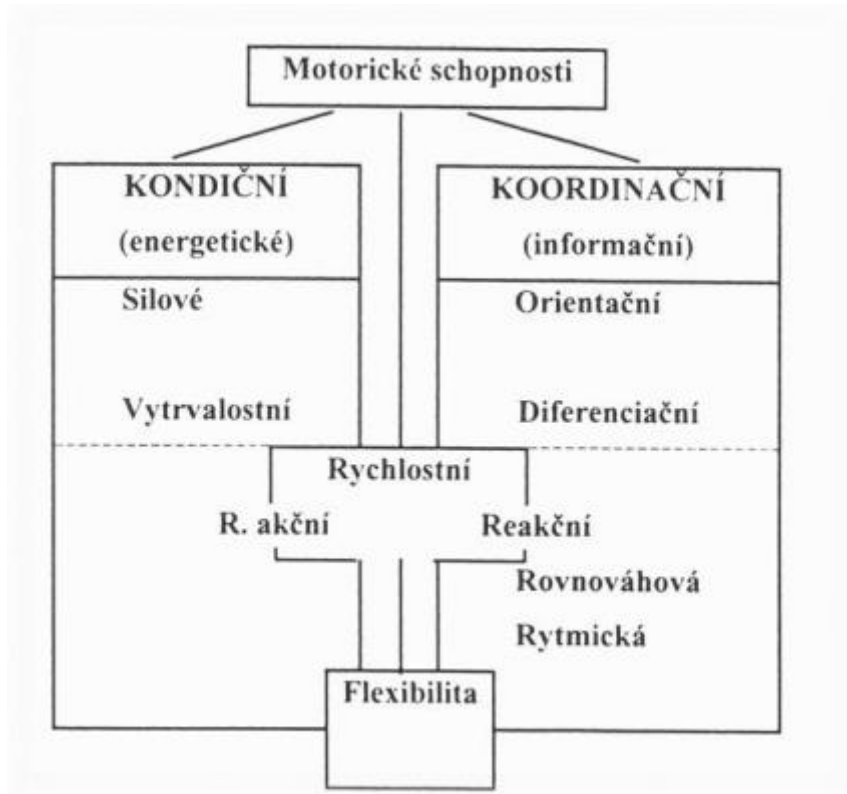 Motorické schopnosti
KONDIČNÍ
(energetické)
KOORDINAČNÍ
(informační)
Silové
Orientační
Vytrvalostní
Diferenciační
Rychlostní
R. akční
Reakční
Rovnováhová
Rytmická
Flexibilita